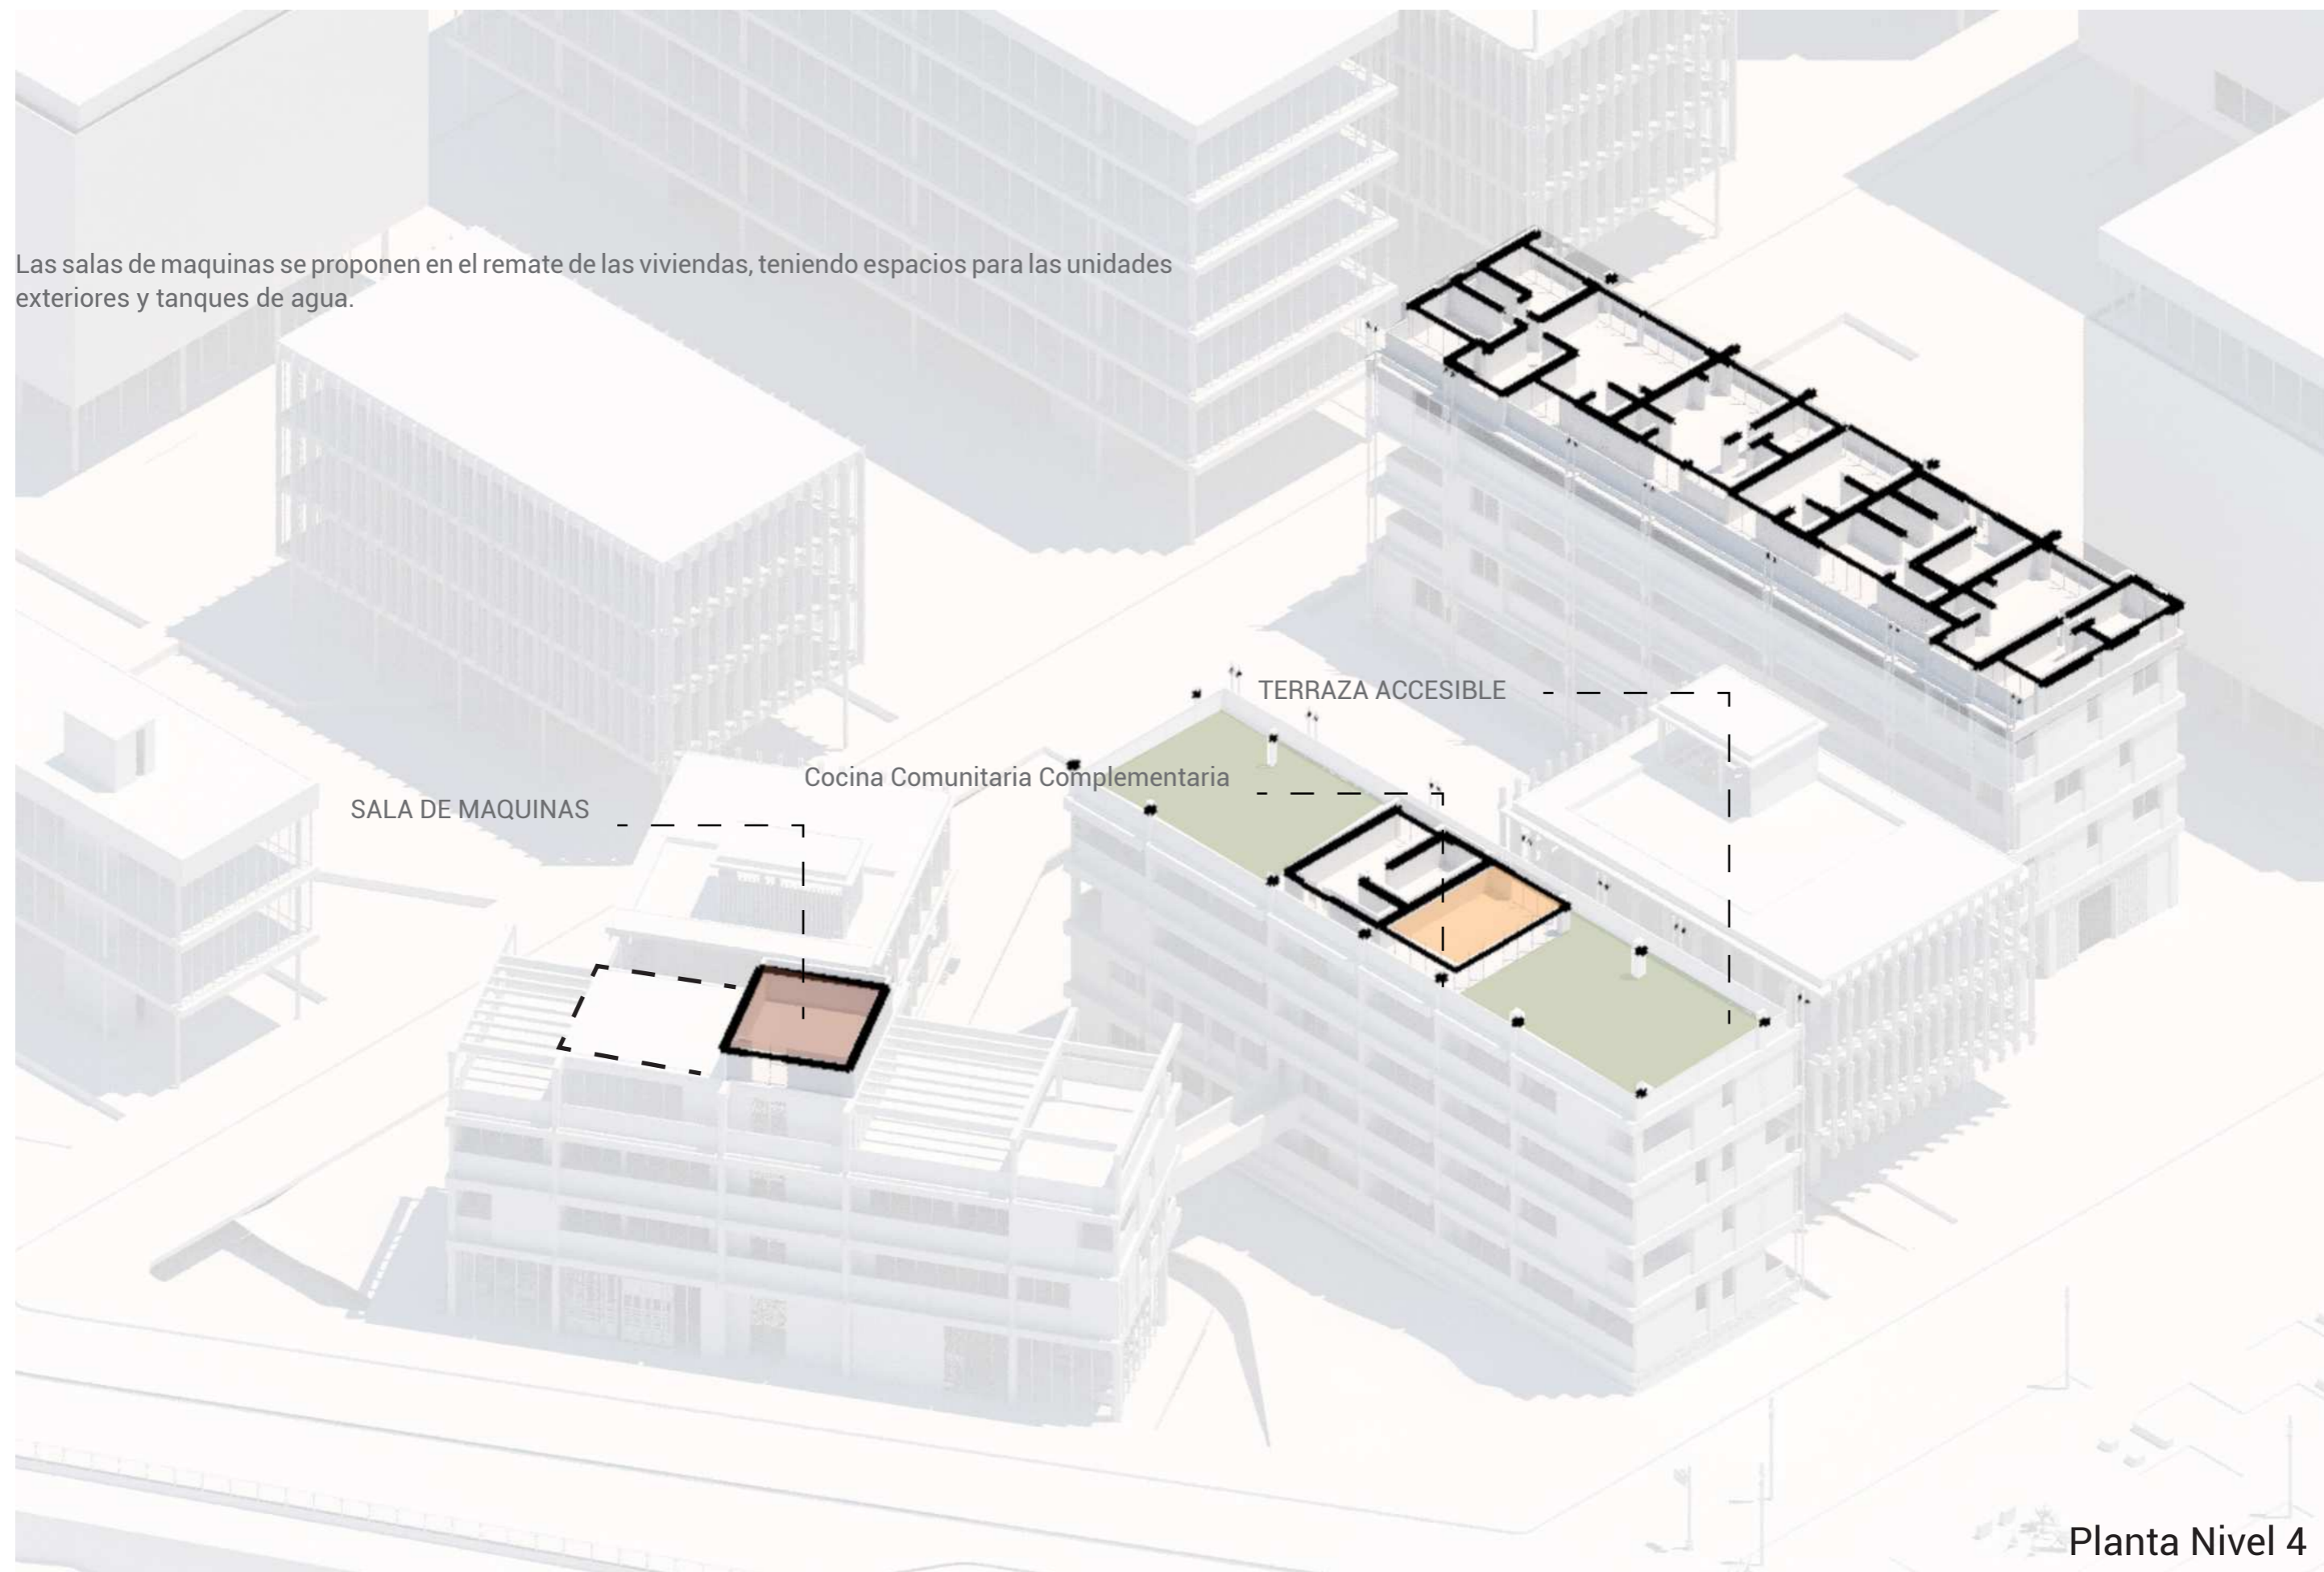 Las salas de maquinas se proponen en el remate de las viviendas, teniendo espacios para las unidades
exteriores y tanques de agua.
TERRAZA ACCESIBLE
Cocina Comunitaria Complementaria
SALA DE MAQUINAS
Planta Nivel 4